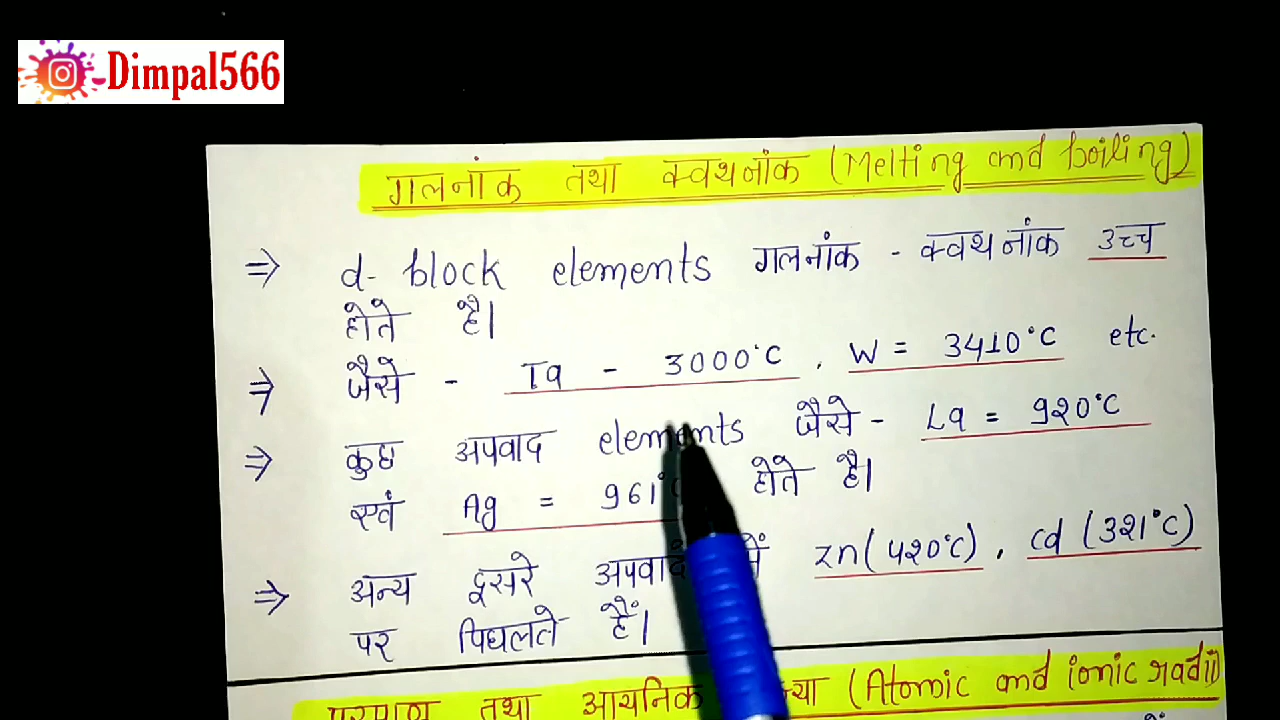 Dimpal566
गलनांक तथा क्वथनांक (Melting and boiling)
⇒ d- block elements गलनांक - क्वथनांक उच्च
होते है।
⇒ जैसे - Ta - 3000°C , W = 3410°C etc.
⇒ कुछ अपवाद elements जैसे - La = 920°C
एवं Ag = 961°C होते है।
⇒ अन्य दूसरे अपवाद में zn(420°C) , cd (321°C)
पर पिघलते हैं।
तथा आयनिक (Atomic and ionic radii)